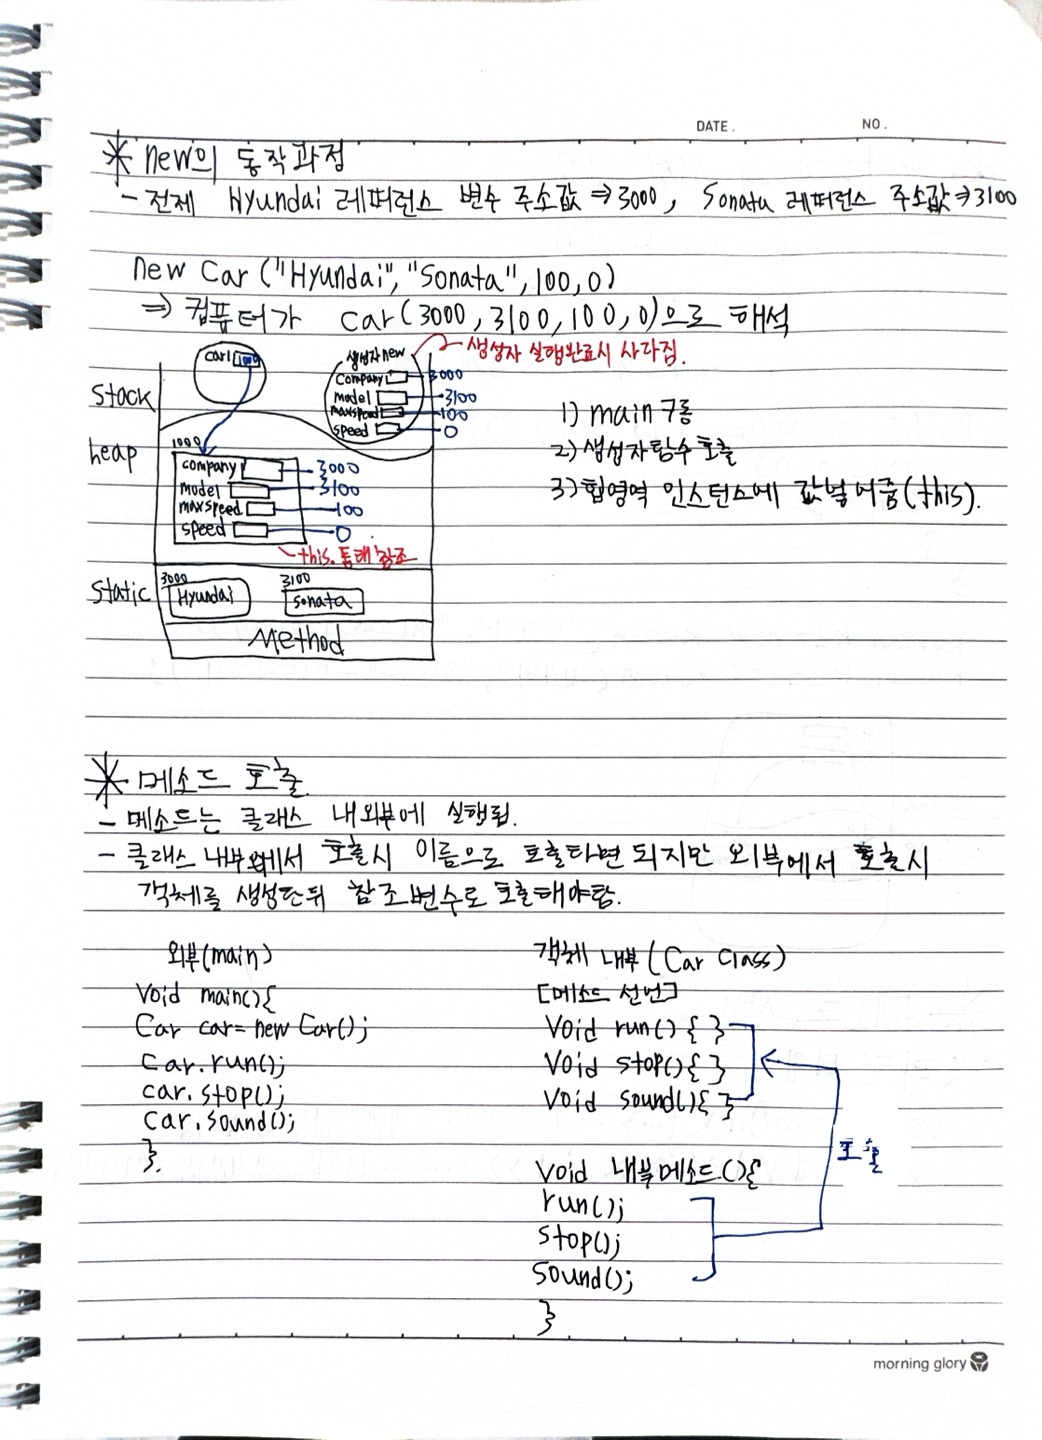 DATE. NO.
* new의 동작과정
- 전제 Hyundai 레퍼런스 변수 주소값 ⇒ 3000, Sonata 레퍼런스 주소값 ⇒ 3100
new Car ("Hyundai", "Sonata", 100, 0)
⇒ 컴퓨터가 Car(3000, 3100, 100, 0)으로 해석
생성자 실행완료시 사라짐.
car1 1000
생성자 new
company 3000
model 3100
maxspeed 100
speed 0
Stack
heap
1000
company 3000
model 3100
maxspeed 100
speed 0
this. 통해 참조
1) main 구동
2) 생성자함수 호출
3) 힙영역 인스턴스에 값넣어줌(this).
Static
3000 3100
Hyundai Sonata
Method
* 메소드 호출
- 메소드는 클래스 내외부에 실행됨.
- 클래스 내부에서 호출시 이름으로 호출하면 되지만 외부에서 호출시
객체를 생성한뒤 참조변수로 호출해야함.
외부(main)
Void main(){
Car car = new Car();
Car.run();
car.stop();
Car.sound();
}.
객체 내부 (Car Class)
[메소드 선언]
Void run() { }
Void stop(){ }
Void sound(){ }
호출
Void 내부메소드(){
run();
stop();
sound();
}
morning glory